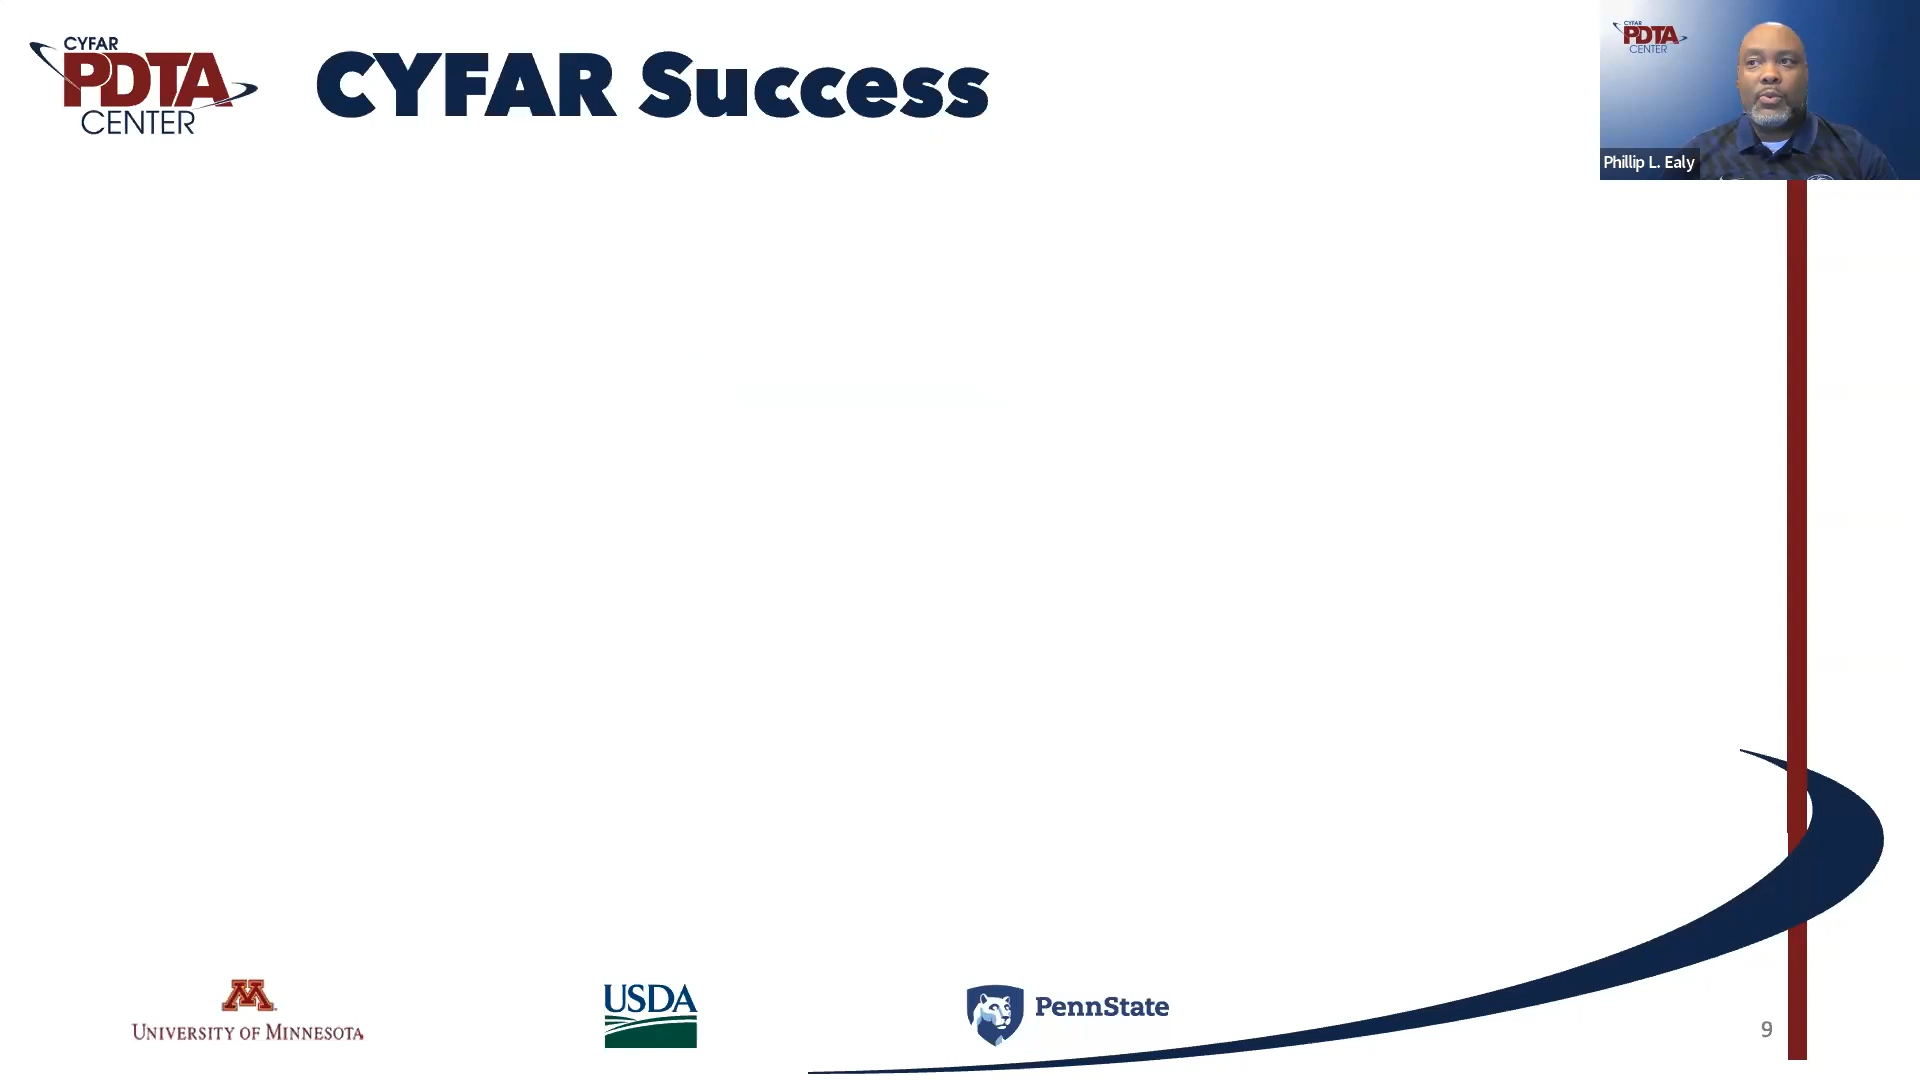 CYFAR
PDTA
CENTER
CYFAR Success
CYFAR
PDTA
CENTER
Phillip L. Ealy
M
UNIVERSITY OF MINNESOTA
USDA
PennState
9